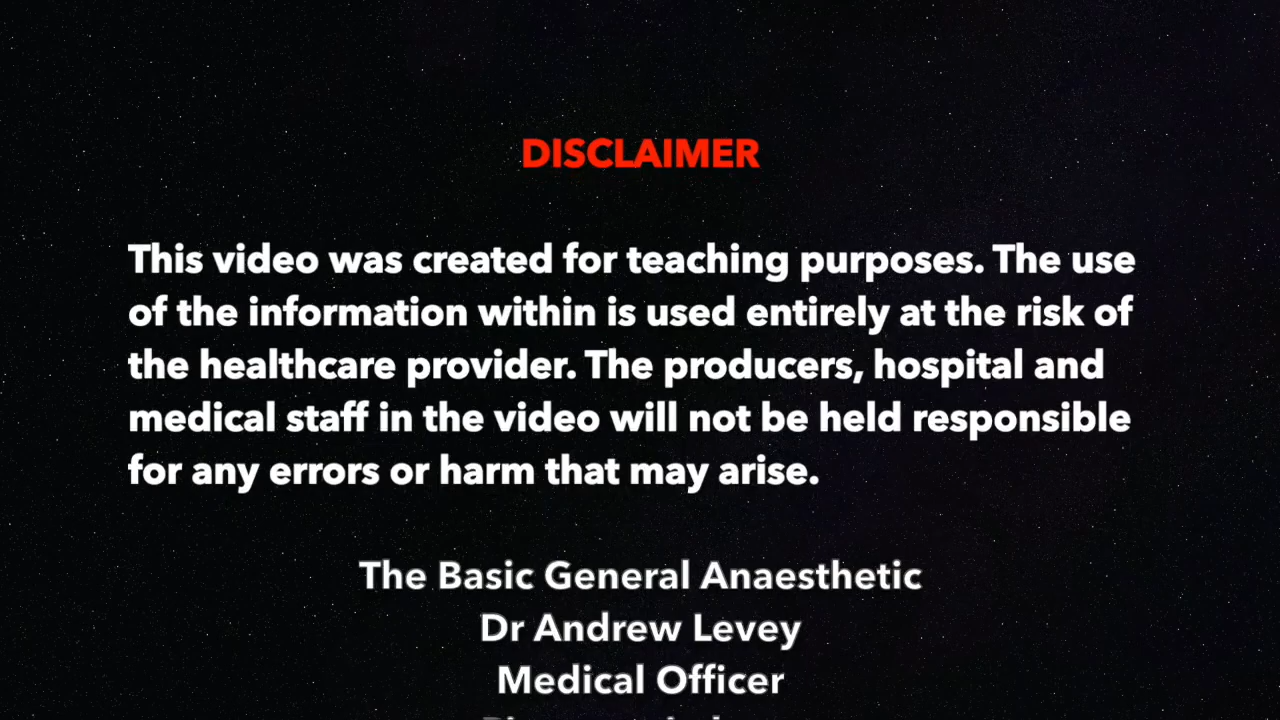 DISCLAIMER
This video was created for teaching purposes. The use
of the information within is used entirely at the risk of
the healthcare provider. The producers, hospital and
medical staff in the video will not be held responsible
for any errors or harm that may arise.
The Basic General Anaesthetic
Dr Andrew Levey
Medical Officer